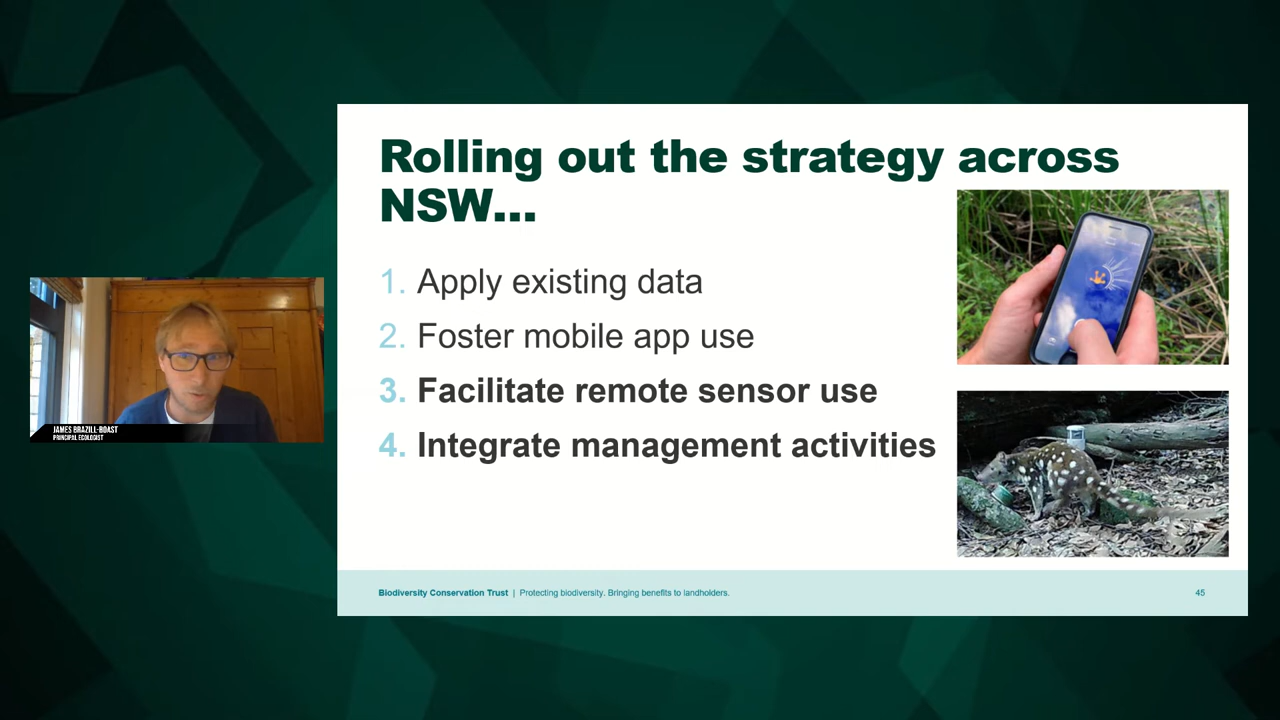 Rolling out the strategy across
NSW...
1. Apply existing data
2. Foster mobile app use
3. Facilitate remote sensor use
4. Integrate management activities
JAMES BRAZILL-BOAST
PRINCIPAL ECOLOGIST
Biodiversity Conservation Trust | Protecting biodiversity. Bringing benefits to landholders.
45